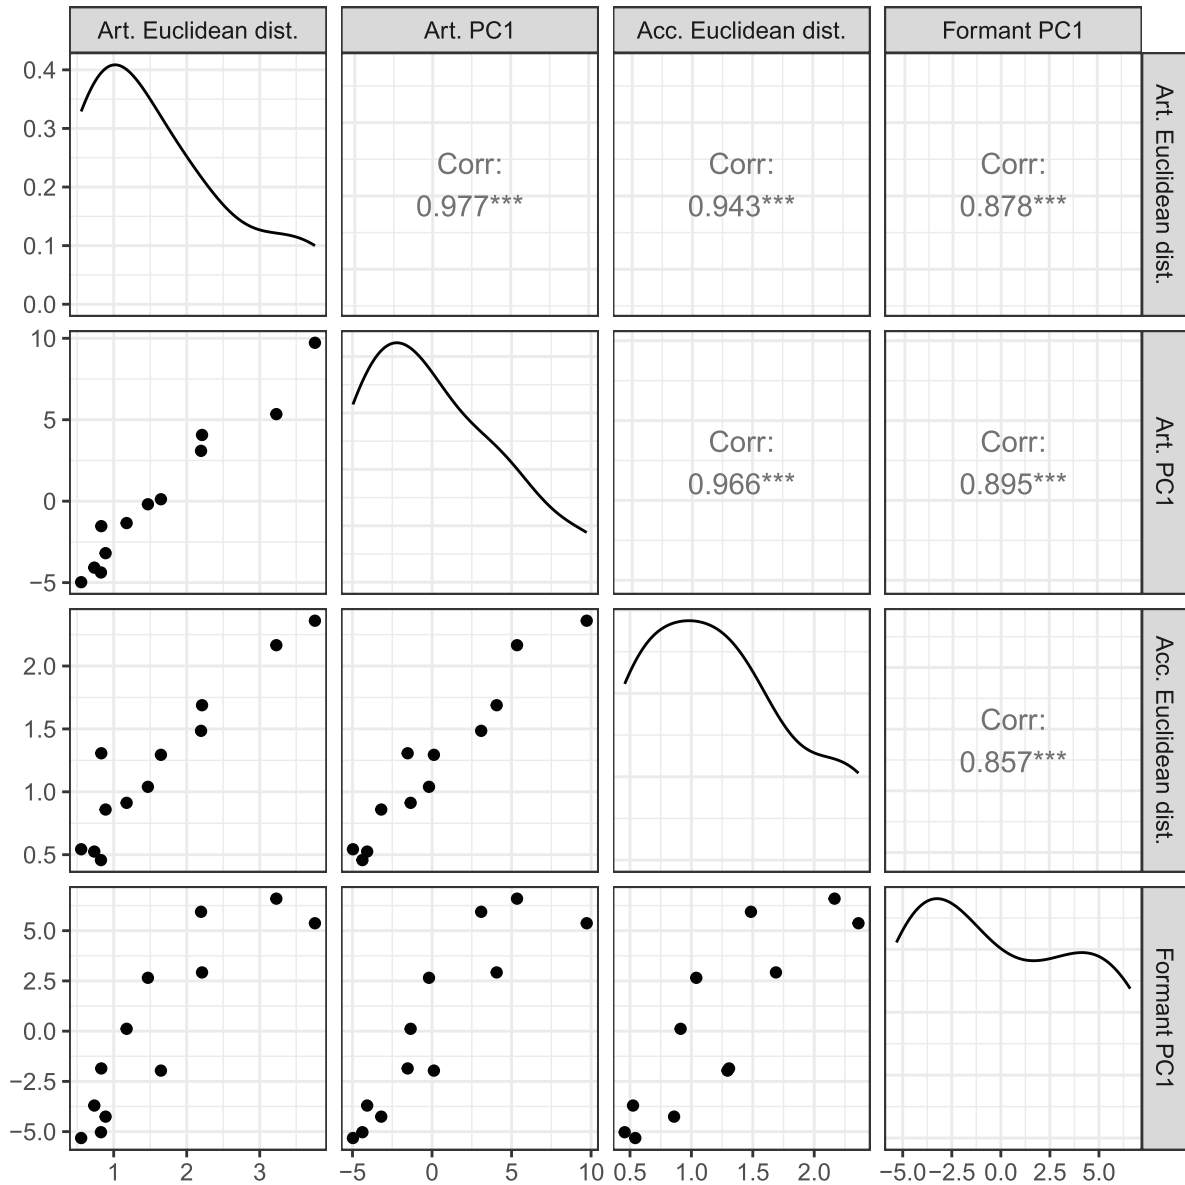 Art. Euclidean dist.
Art. PC1
Acc. Euclidean dist.
Formant PC1
0.4
0.3
0.2
0.1
0.0
Corr:
0.977***
Corr:
0.943***
Corr:
0.878***
Art. Euclidean dist.
10
5
0
−5
Corr:
0.966***
Corr:
0.895***
Art. PC1
2.0
1.5
1.0
0.5
Corr:
0.857***
Acc. Euclidean dist.
5.0
2.5
0.0
−2.5
−5.0
Formant PC1
1 2 3
−5 0 5 10
0.5 1.0 1.5 2.0
−5.0 −2.5 0.0 2.5 5.0